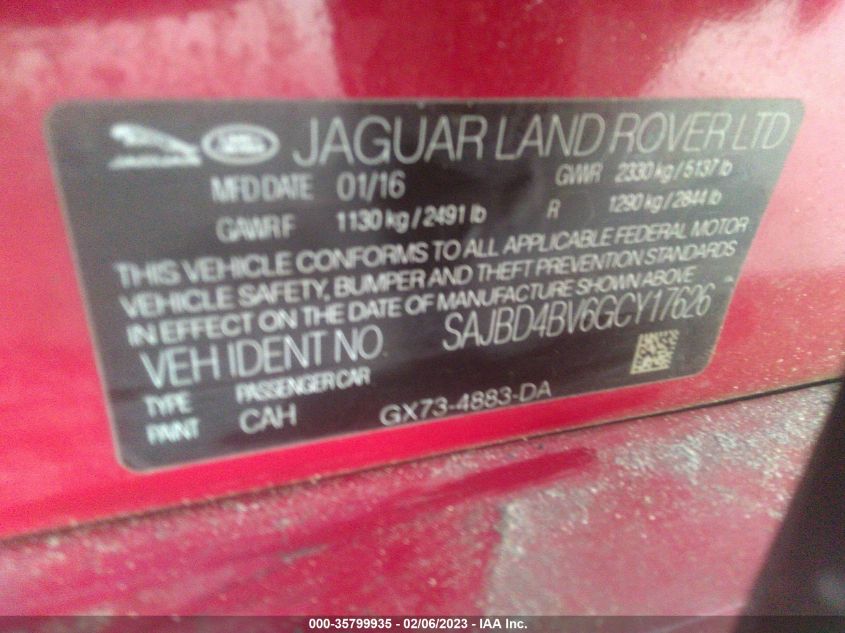 JAGUAR JAGUAR LAND ROVER LTD
MFD DATE 01/16 GVWR 2330 kg / 5137 lb
GAWR F 1130 kg / 2491 lb R 1290 kg / 2844 lb
THIS VEHICLE CONFORMS TO ALL APPLICABLE FEDERAL MOTOR
VEHICLE SAFETY, BUMPER AND THEFT PREVENTION STANDARDS
IN EFFECT ON THE DATE OF MANUFACTURE SHOWN ABOVE
VEH IDENT NO SAJBD4BV6GCY17626
TYPE PASSENGER CAR
PAINT CAH GX73-4883-DA
000-35799935 - 02/06/2023 - IAA Inc.